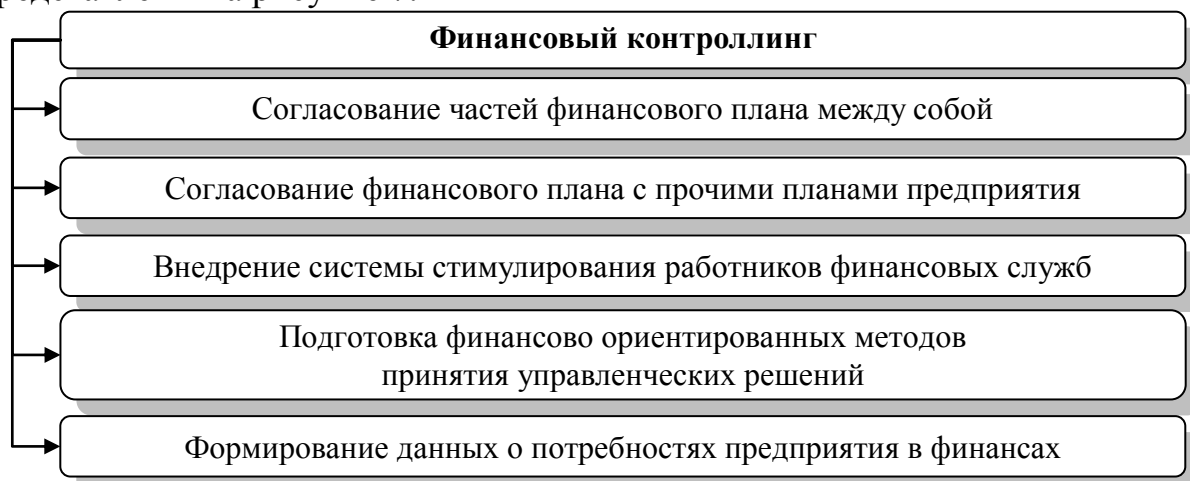 Финансовый контроллинг
Согласование частей финансового плана между собой
Согласование финансового плана с прочими планами предприятия
Внедрение системы стимулирования работников финансовых служб
Подготовка финансово ориентированных методов
принятия управленческих решений
Формирование данных о потребностях предприятия в финансах